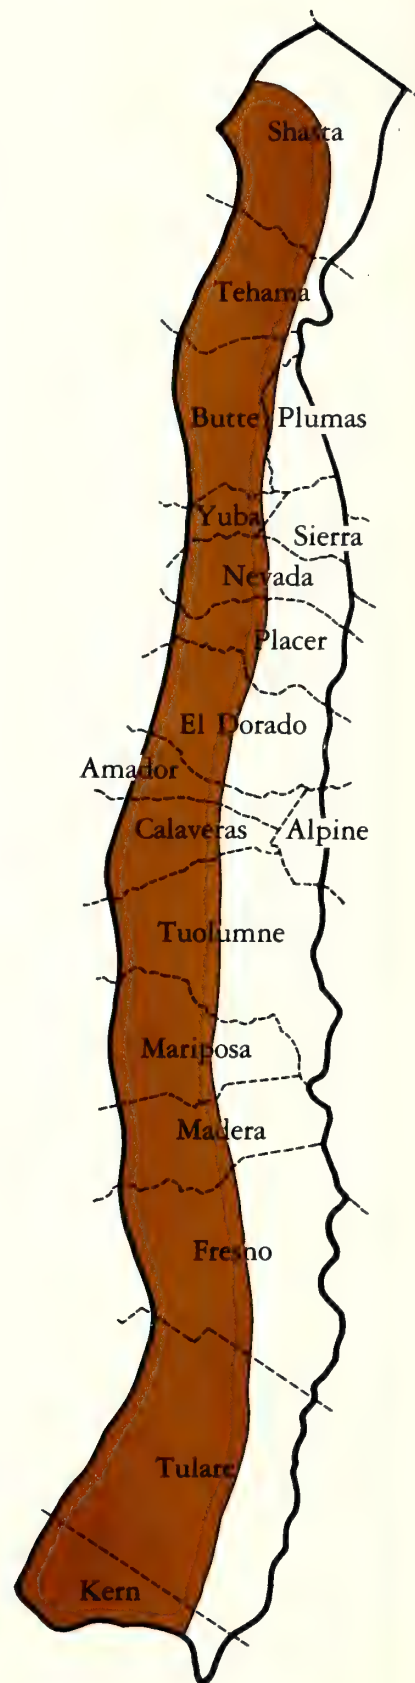 Shasta
Tehama
Butte
Plumas
Yuba
Sierra
Nevada
Placer
El Dorado
Amador
Calaveras
Alpine
Tuolumne
Mariposa
Madera
Fresno
Tulare
Kern